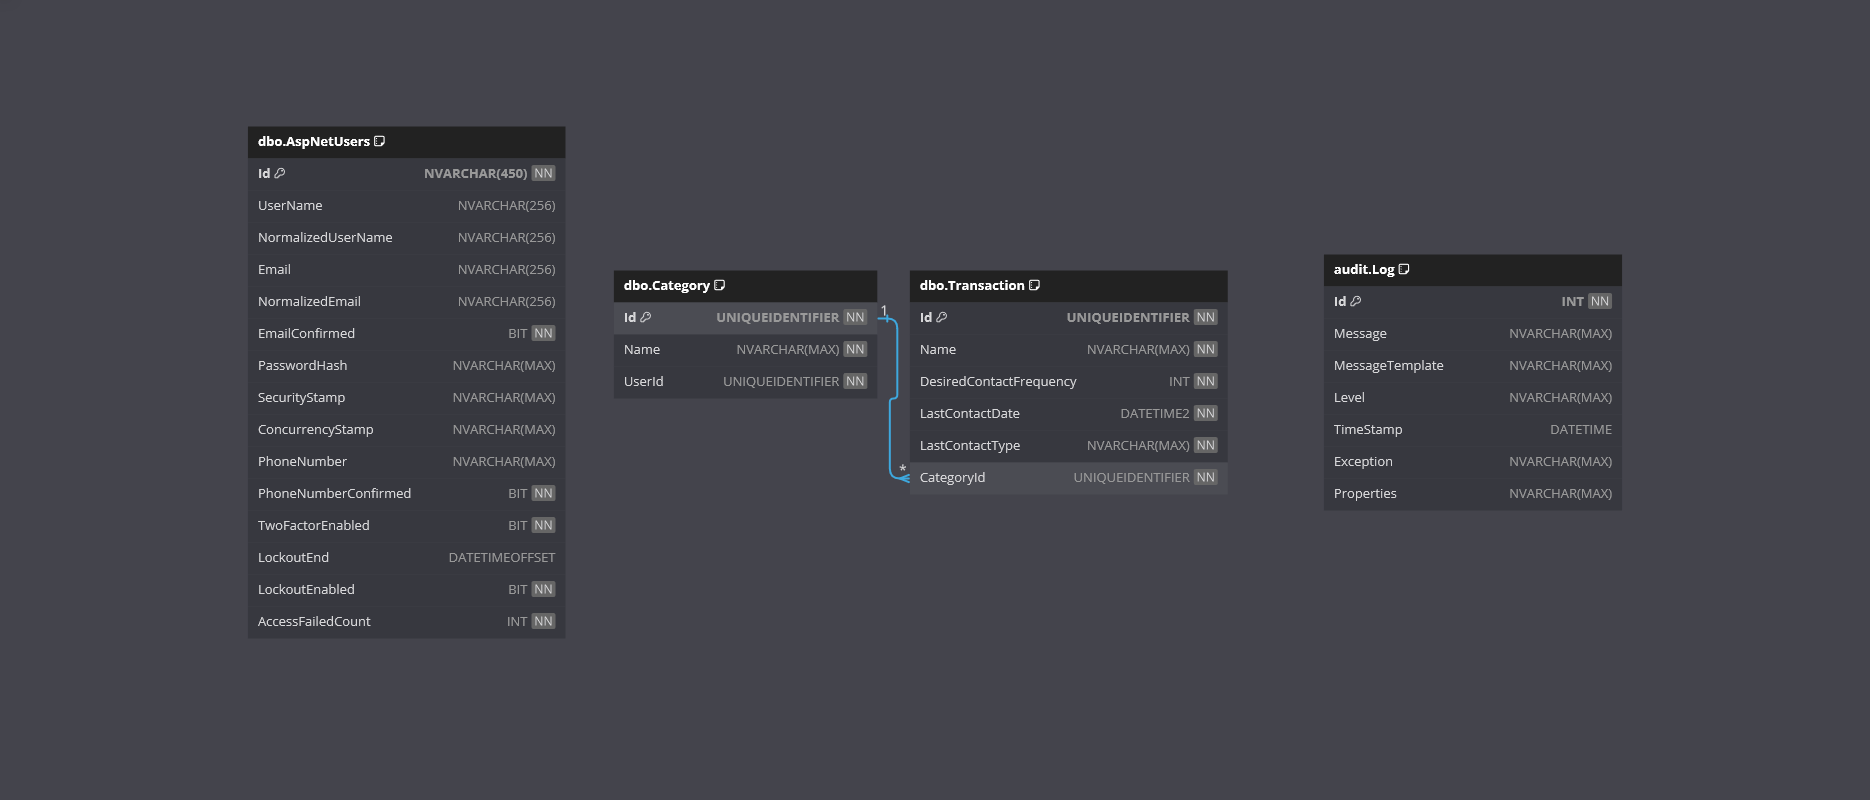 dbo.AspNetUsers
Id NVARCHAR(450) NN
UserName NVARCHAR(256)
NormalizedUserName NVARCHAR(256)
Email NVARCHAR(256)
NormalizedEmail NVARCHAR(256)
EmailConfirmed BIT NN
PasswordHash NVARCHAR(MAX)
SecurityStamp NVARCHAR(MAX)
ConcurrencyStamp NVARCHAR(MAX)
PhoneNumber NVARCHAR(MAX)
PhoneNumberConfirmed BIT NN
TwoFactorEnabled BIT NN
LockoutEnd DATETIMEOFFSET
LockoutEnabled BIT NN
AccessFailedCount INT NN
dbo.Category
Id UNIQUEIDENTIFIER NN
Name NVARCHAR(MAX) NN
UserId UNIQUEIDENTIFIER NN
1
*
dbo.Transaction
Id UNIQUEIDENTIFIER NN
Name NVARCHAR(MAX) NN
DesiredContactFrequency INT NN
LastContactDate DATETIME2 NN
LastContactType NVARCHAR(MAX) NN
CategoryId UNIQUEIDENTIFIER NN
audit.Log
Id INT NN
Message NVARCHAR(MAX)
MessageTemplate NVARCHAR(MAX)
Level NVARCHAR(MAX)
TimeStamp DATETIME
Exception NVARCHAR(MAX)
Properties NVARCHAR(MAX)